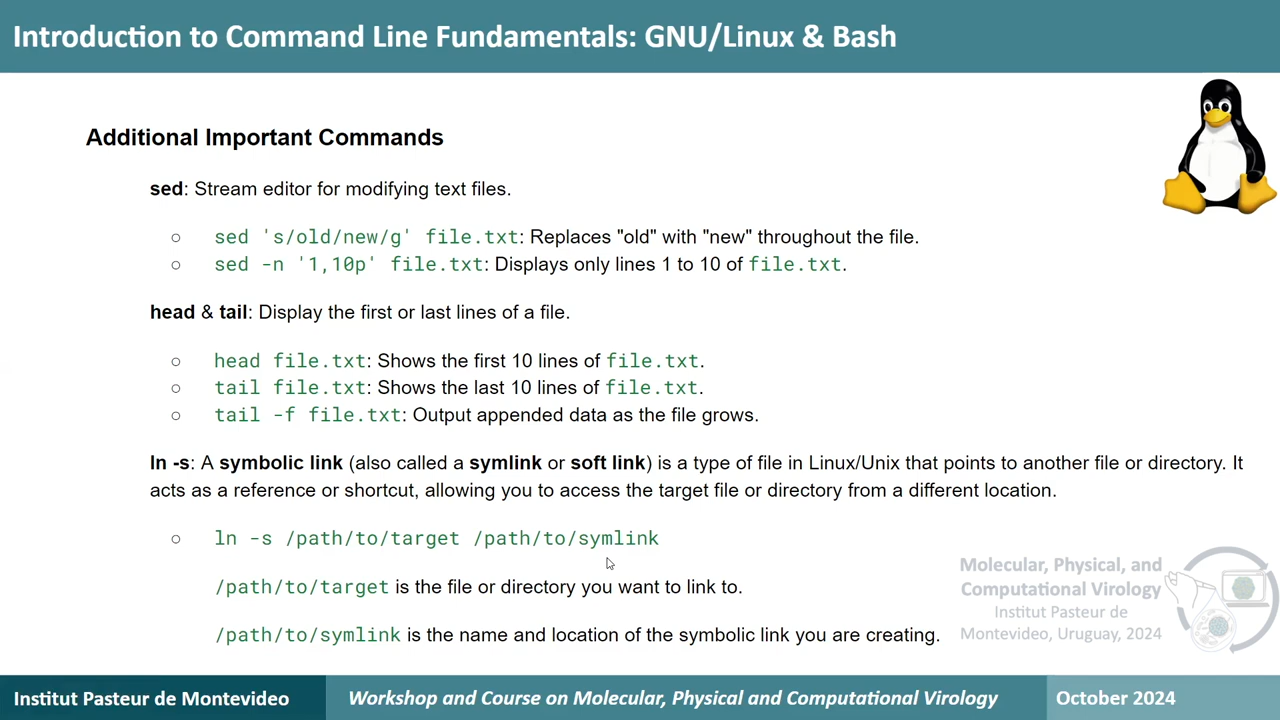 Introduction to Command Line Fundamentals: GNU/Linux & Bash
Additional Important Commands
sed: Stream editor for modifying text files.
○ sed 's/old/new/g' file.txt: Replaces "old" with "new" throughout the file.
○ sed -n '1,10p' file.txt: Displays only lines 1 to 10 of file.txt.
head & tail: Display the first or last lines of a file.
○ head file.txt: Shows the first 10 lines of file.txt.
○ tail file.txt: Shows the last 10 lines of file.txt.
○ tail -f file.txt: Output appended data as the file grows.
ln -s: A symbolic link (also called a symlink or soft link) is a type of file in Linux/Unix that points to another file or directory. It
acts as a reference or shortcut, allowing you to access the target file or directory from a different location.
○ ln -s /path/to/target /path/to/symlink
/path/to/target is the file or directory you want to link to.
/path/to/symlink is the name and location of the symbolic link you are creating.
Molecular, Physical, and
Computational Virology
Institut Pasteur de
Montevideo, Uruguay, 2024
Institut Pasteur de Montevideo
Workshop and Course on Molecular, Physical and Computational Virology
October 2024